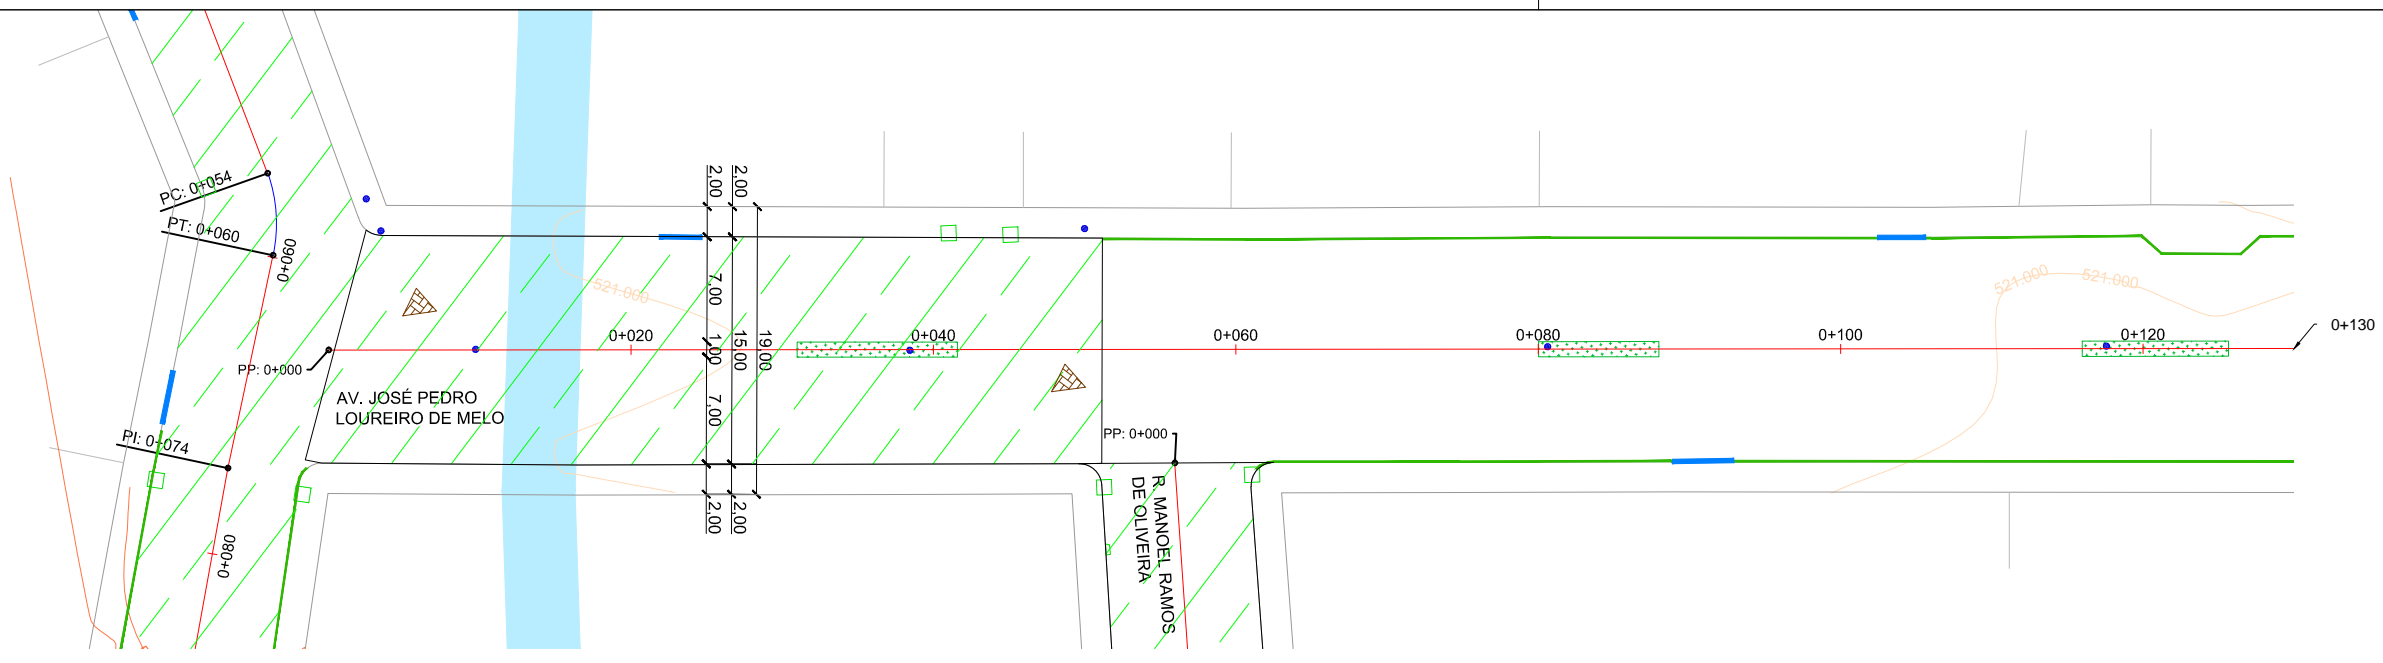 PC: 0+054
PT: 0+060
0+060
PI: 0+074
0+080
PP: 0+000
AV. JOSÉ PEDRO
LOUREIRO DE MELO
521.000
0+020
2,00
2,00
7,00
1,00
15,00
19,00
7,00
2,00
2,00
0+040
0+060
0+080
0+100
0+120
0+130
521.000
521.000
PP: 0+000
R. MANOEL RAMOS
DE OLIVEIRA